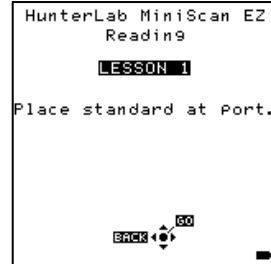 HunterLab MiniScan EZ
Reading
LESSON 1
Place standard at port.
GO
BACK